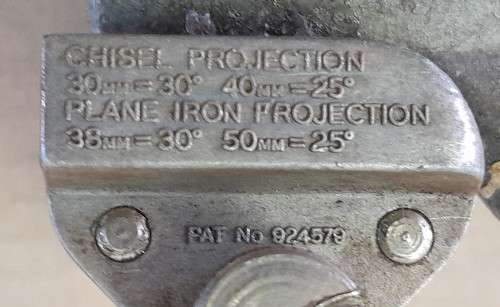 CHISEL PROJECTION
30MM=30° 40MM=25°
PLANE IRON PROJECTION
38MM=30° 50MM=25°
PAT No 924579